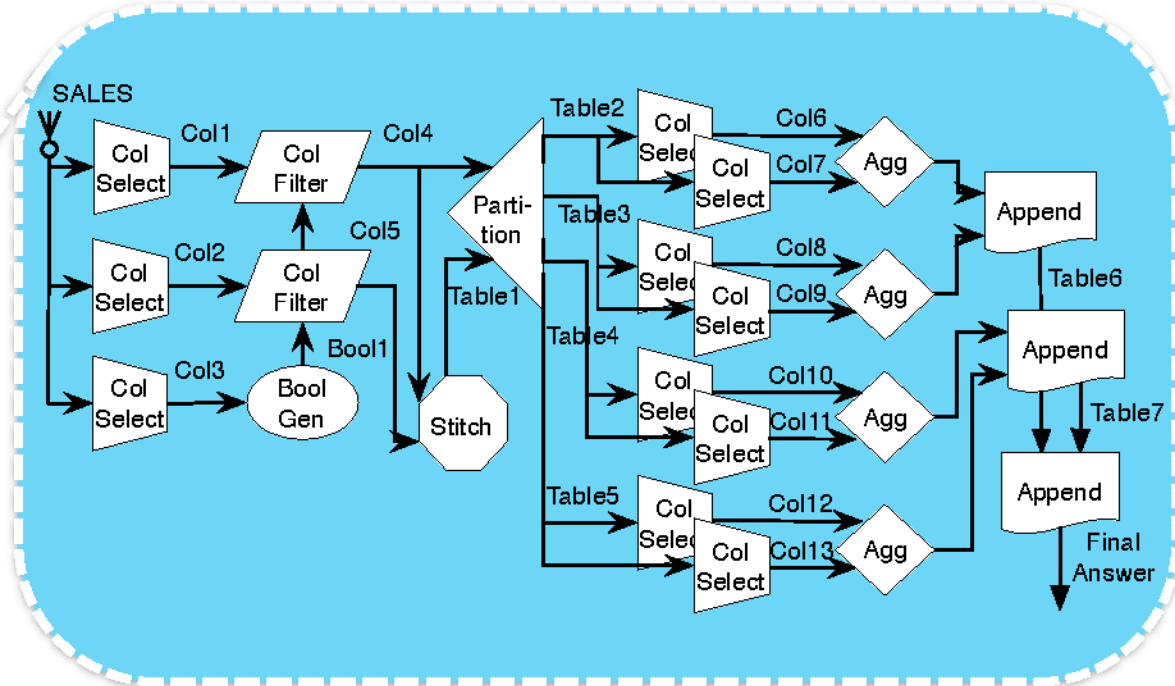 SALES
Col
Select
Col1
Col
Filter
Col4
Col
Select
Col2
Col
Filter
Col5
Col
Select
Col3
Bool
Gen
Bool1
Stitch
Table1
Parti-
tion
Table2
Col
Selec
Col
Select
Col6
Col7
Agg
Table3
Col
Selec
Col
Select
Col8
Col9
Agg
Append
Table6
Table4
Col
Selec
Col
Select
Col10
Col11
Agg
Append
Table7
Table5
Col
Selec
Col
Select
Col12
Col13
Agg
Append
Final
Answer